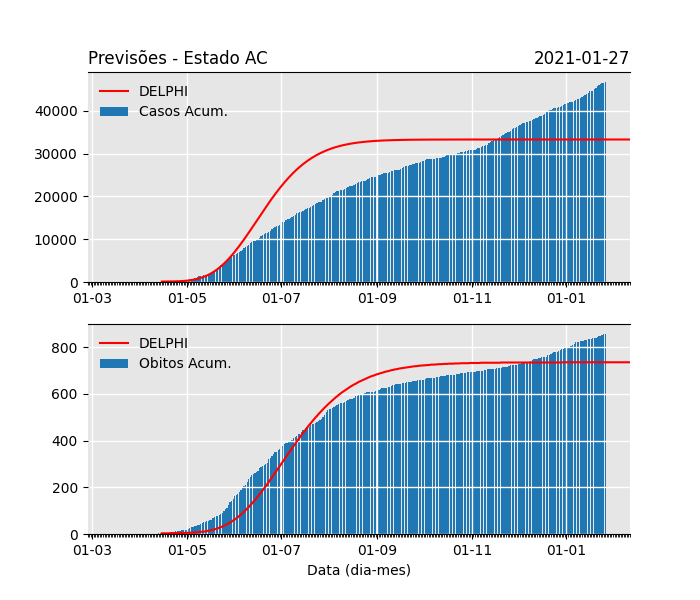 Previsões - Estado AC 2021-01-27
DELPHI
Casos Acum.
40000
30000
20000
10000
0
01-03 01-05 01-07 01-09 01-11 01-01
DELPHI
Obitos Acum.
800
600
400
200
0
01-03 01-05 01-07 01-09 01-11 01-01
Data (dia-mes)